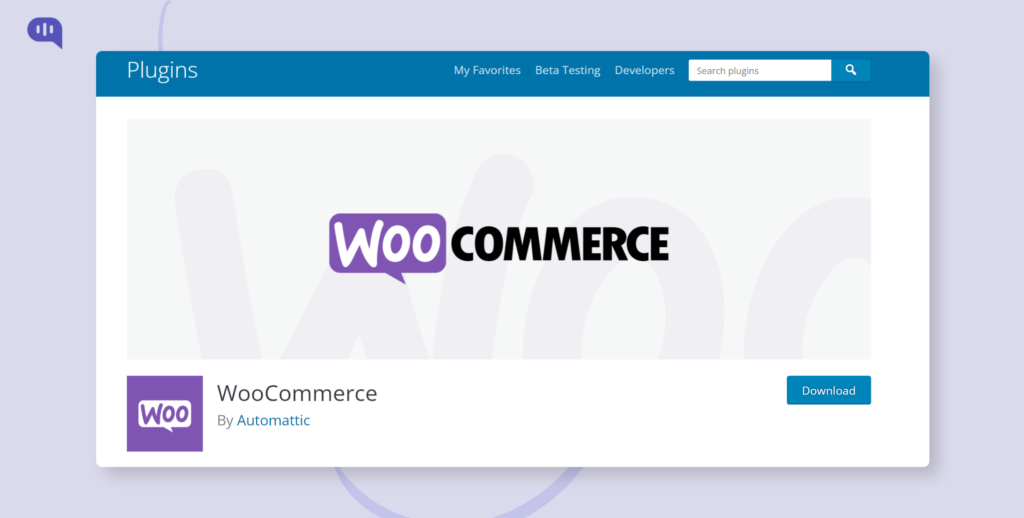 Plugins
My Favorites Beta Testing Developers Search plugins
WOO COMMERCE
WOO
WooCommerce
By Automattic
Download